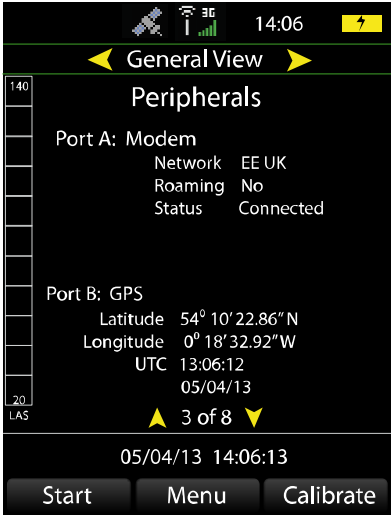 3G 14:06
General View
140
Peripherals
Port A: Modem
Network EE UK
Roaming No
Status Connected
Port B: GPS
Latitude 54⁰ 10’22.86”N
Longitude 0⁰ 18’32.92”W
UTC 13:06:12
05/04/13
20
LAS
3 of 8
05/04/13 14:06:13
Start Menu Calibrate